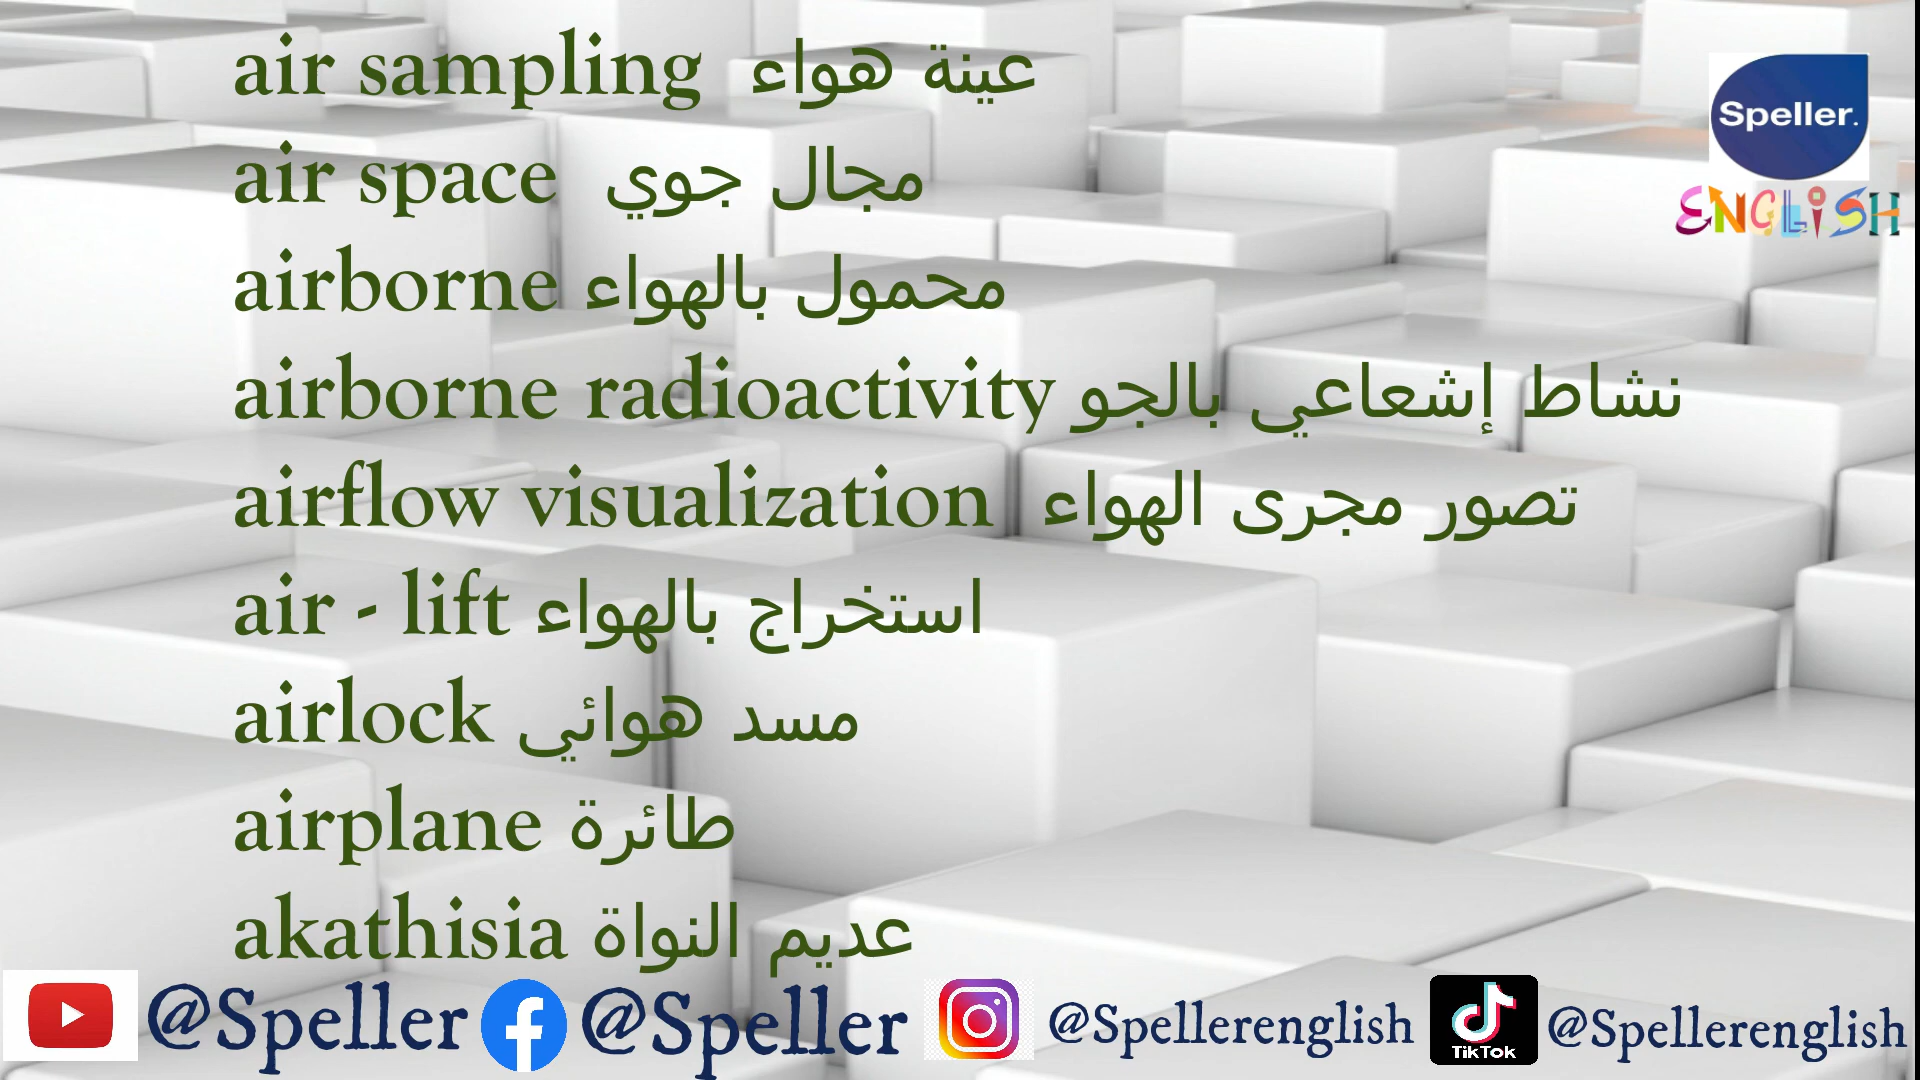 air sampling عينة هواء
Speller.
air space مجال جوي
ENGLISH
airborne محمول بالهواء
airborne radioactivity نشاط إشعاعي بالجو
airflow visualization تصور مجرى الهواء
air - lift استخراج بالهواء
airlock مسد هوائي
airplane طائرة
akathisia عديم النواة
@Speller @Speller @Spellerenglish TikTok @Spellerenglish